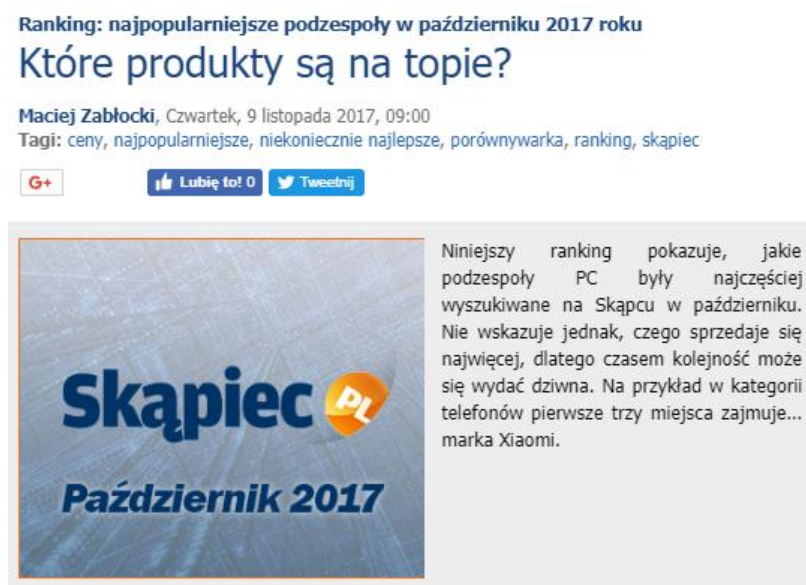 Ranking: najpopularniejsze podzespoły w październiku 2017 roku
Które produkty są na topie?
Maciej Zabłocki, Czwartek, 9 listopada 2017, 09:00
Tagi: ceny, najpopularniejsze, niekoniecznie najlepsze, porównywarka, ranking, skąpiec
G+ Lubię to! 0 Tweetnij
Skąpiec PL
Październik 2017
Niniejszy ranking pokazuje, jakie
podzespoły PC były najczęściej
wyszukiwane na Skąpcu w październiku.
Nie wskazuje jednak, czego sprzedaje się
najwięcej, dlatego czasem kolejność może
się wydać dziwna. Na przykład w kategorii
telefonów pierwsze trzy miejsca zajmuje...
marka Xiaomi.